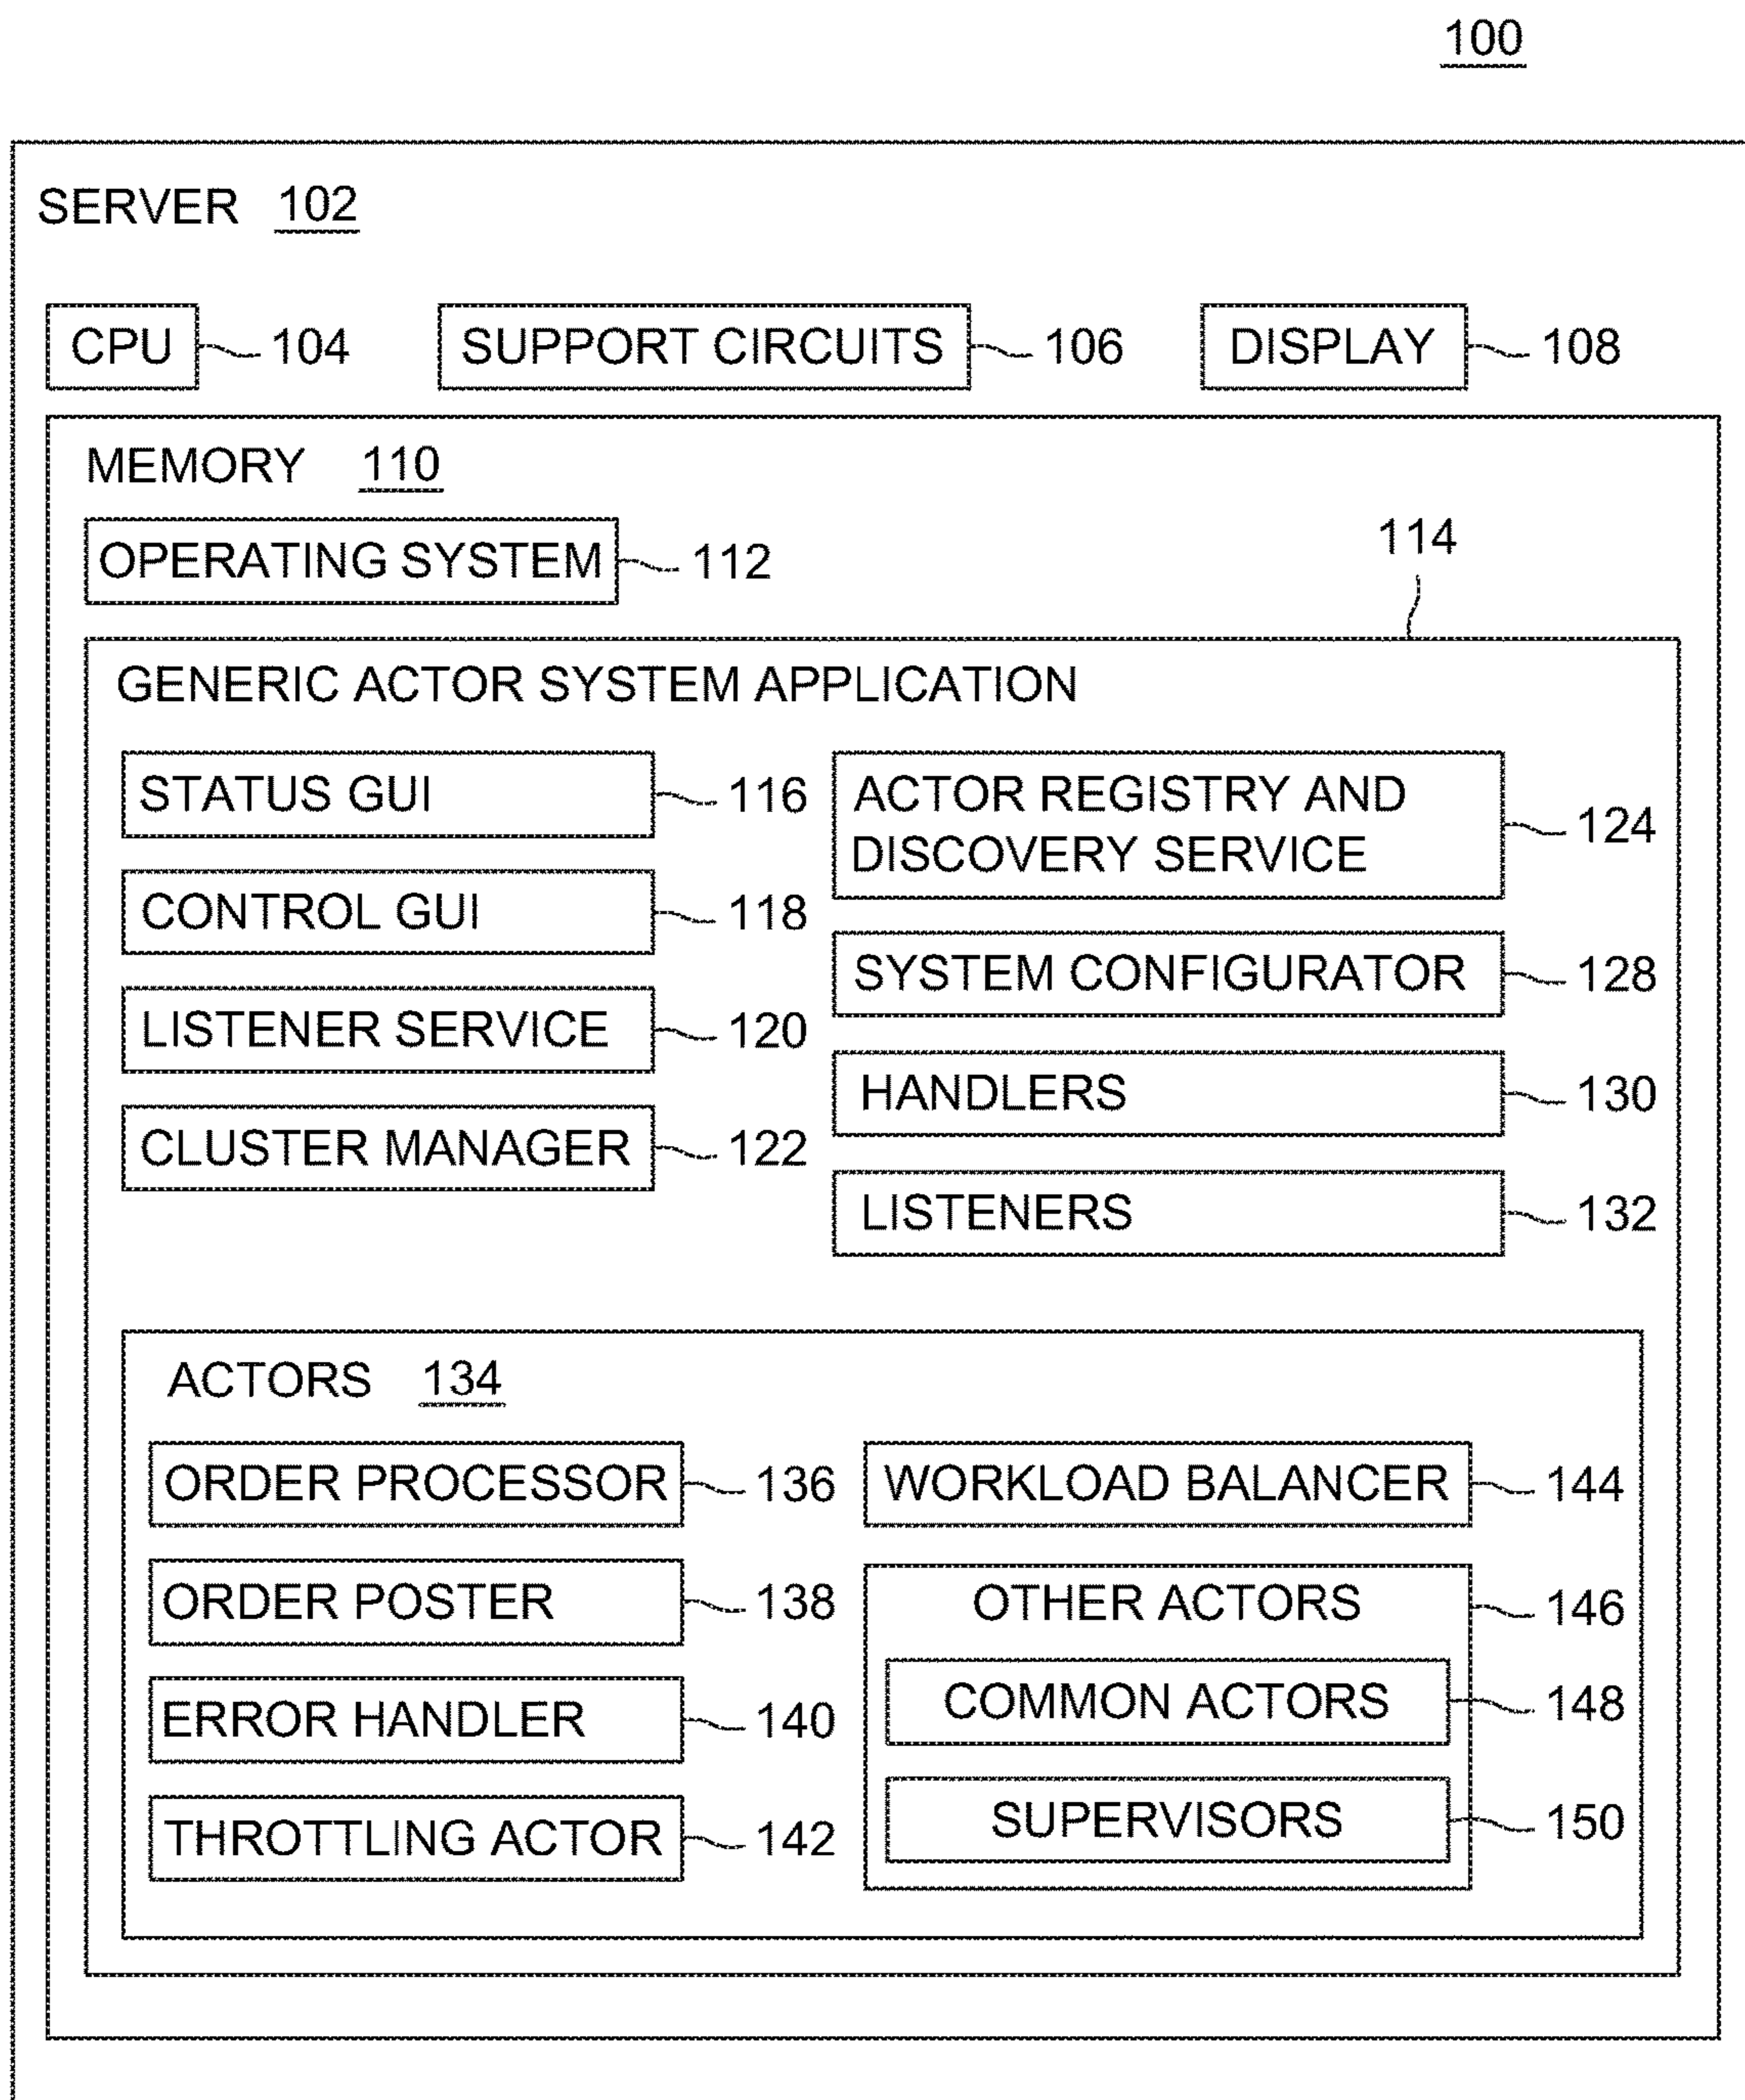 100
SERVER 102
CPU 104 SUPPORT CIRCUITS 106 DISPLAY 108
MEMORY 110
OPERATING SYSTEM 112
114
GENERIC ACTOR SYSTEM APPLICATION
STATUS GUI 116
CONTROL GUI 118
LISTENER SERVICE 120
CLUSTER MANAGER 122
ACTOR REGISTRY AND
DISCOVERY SERVICE 124
SYSTEM CONFIGURATOR 128
HANDLERS 130
LISTENERS 132
ACTORS 134
ORDER PROCESSOR 136
ORDER POSTER 138
ERROR HANDLER 140
THROTTLING ACTOR 142
WORKLOAD BALANCER 144
OTHER ACTORS 146
COMMON ACTORS 148
SUPERVISORS 150